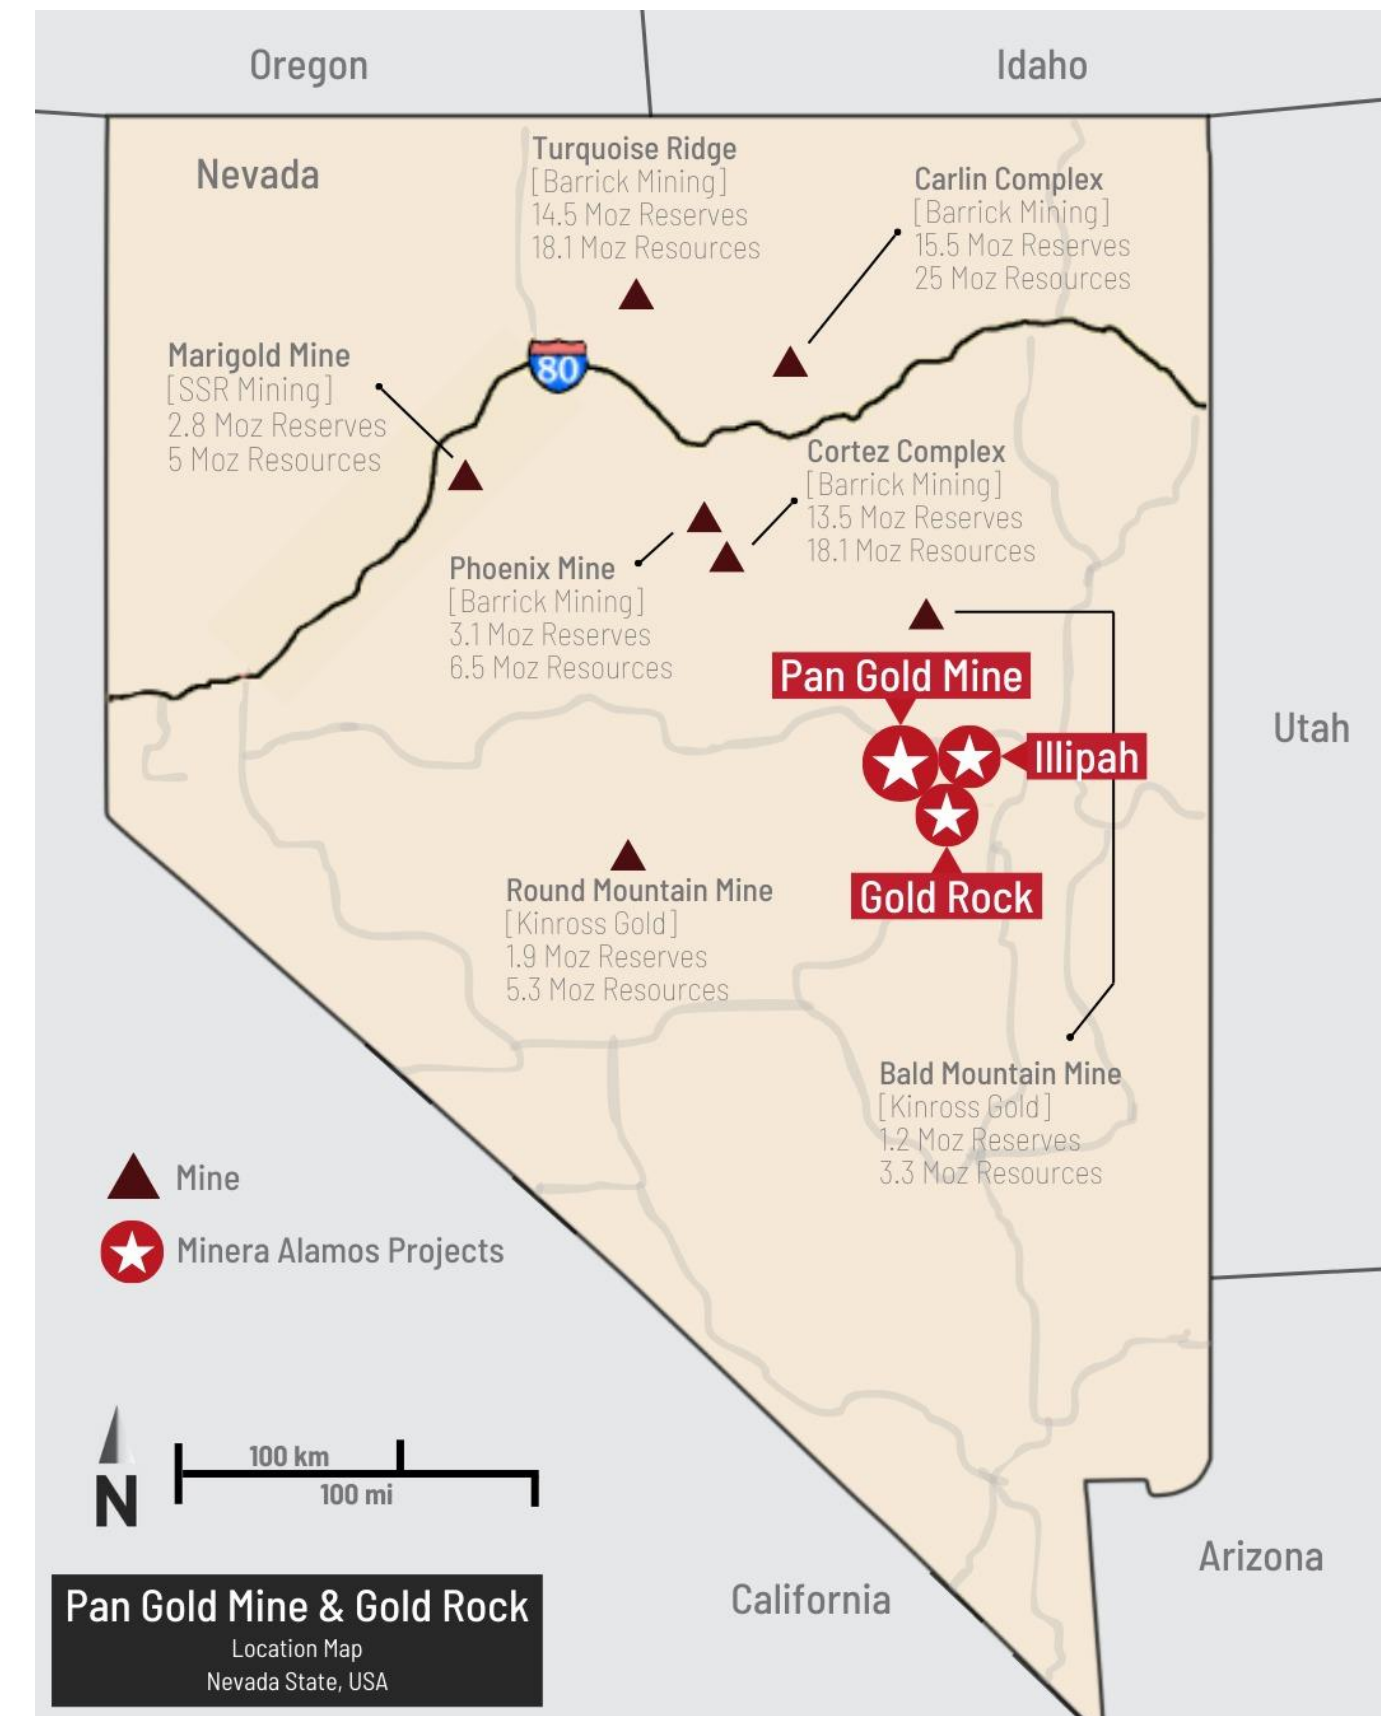 Oregon
Idaho
Nevada
Turquoise Ridge
[Barrick Mining]
14.5 Moz Reserves
18.1 Moz Resources
Carlin Complex
[Barrick Mining]
15.5 Moz Reserves
25 Moz Resources
Marigold Mine
[SSR Mining]
2.8 Moz Reserves
5 Moz Resources
80
Cortez Complex
[Barrick Mining]
13.5 Moz Reserves
18.1 Moz Resources
Phoenix Mine
[Barrick Mining]
3.1 Moz Reserves
6.5 Moz Resources
Pan Gold Mine
Illipah
Gold Rock
Utah
Round Mountain Mine
[Kinross Gold]
1.9 Moz Reserves
5.3 Moz Resources
Bald Mountain Mine
[Kinross Gold]
1.2 Moz Reserves
3.3 Moz Resources
Mine
Minera Alamos Projects
N
100 km
100 mi
Arizona
California
Pan Gold Mine & Gold Rock
Location Map
Nevada State, USA